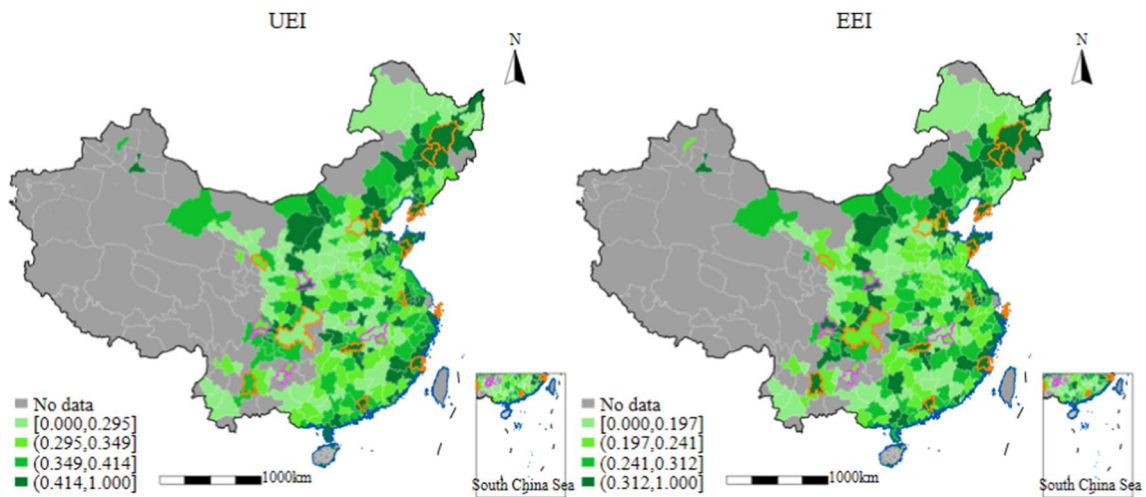 UEI
N
No data
[0.000,0.295]
(0.295,0.349]
(0.349,0.414]
(0.414,1.000]
1000km
South China Sea
EEI
N
No data
[0.000,0.197]
(0.197,0.241]
(0.241,0.312]
(0.312,1.000]
1000km
South China Sea